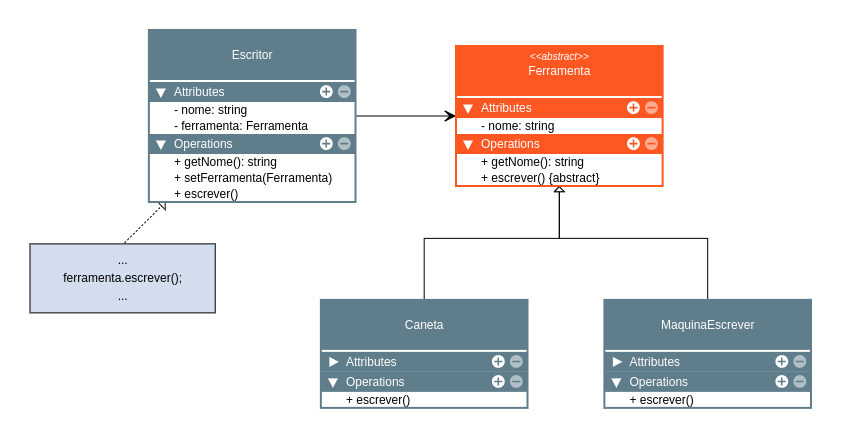 Escritor
Attributes
- nome: string
- ferramenta: Ferramenta
Operations
+ getNome(): string
+ setFerramenta(Ferramenta)
+ escrever()
<<abstract>>
Ferramenta
Attributes
- nome: string
Operations
+ getNome(): string
+ escrever() {abstract}
...
ferramenta.escrever();
...
Caneta
Attributes
Operations
+ escrever()
MaquinaEscrever
Attributes
Operations
+ escrever()